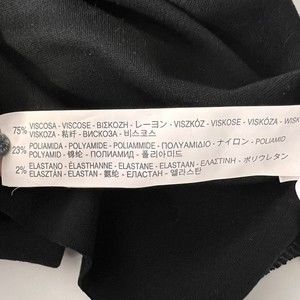 75% VISCOSA - VISCOSE - ΒΙΣΚΟΖΗ - レーヨン - VISZKÓZ - VISKOSE - VISKÓZA - WISK
VISKOZA - 粘纤 - ВИСКОЗА - 비스코스
23% POLIAMIDA - POLYAMIDE - POLIAMMIDE - ΠΟΛΥΑΜΙΔΙΟ - ナイロン - POLIAMID
POLYAMID - 锦纶 - ПОЛИАМИД - 폴리아미드
2% ELASTANO - ELASTHANNE - ELASTAN - ELASTAAN - ΕΛΑΣΤΙΝΗ - ポリウレタン
ELASZTÁN - ELASTAN - 氨纶 - ЕЛАСТАН - 엘라스탄